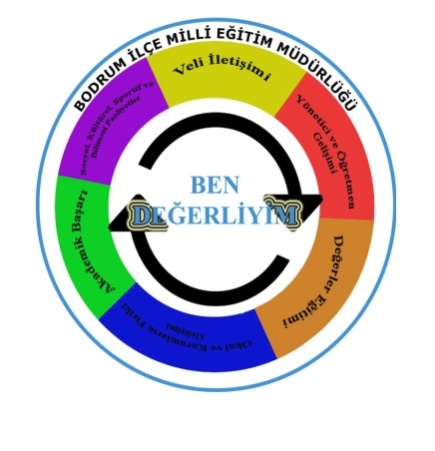 BODRUM İLÇE MİLLİ EĞİTİM MÜDÜRLÜĞÜ
Veli İletişimi
Yönetici ve Öğretmen
Gelişimi
Değerler Eğitimi
Okul ve Kurumların Fiziki
Gelişimi
Akademik Başarı
Sosyal, Kültürel, Sportif ve
Bilimsel Faaliyetler
BEN
DEĞERLİYİM